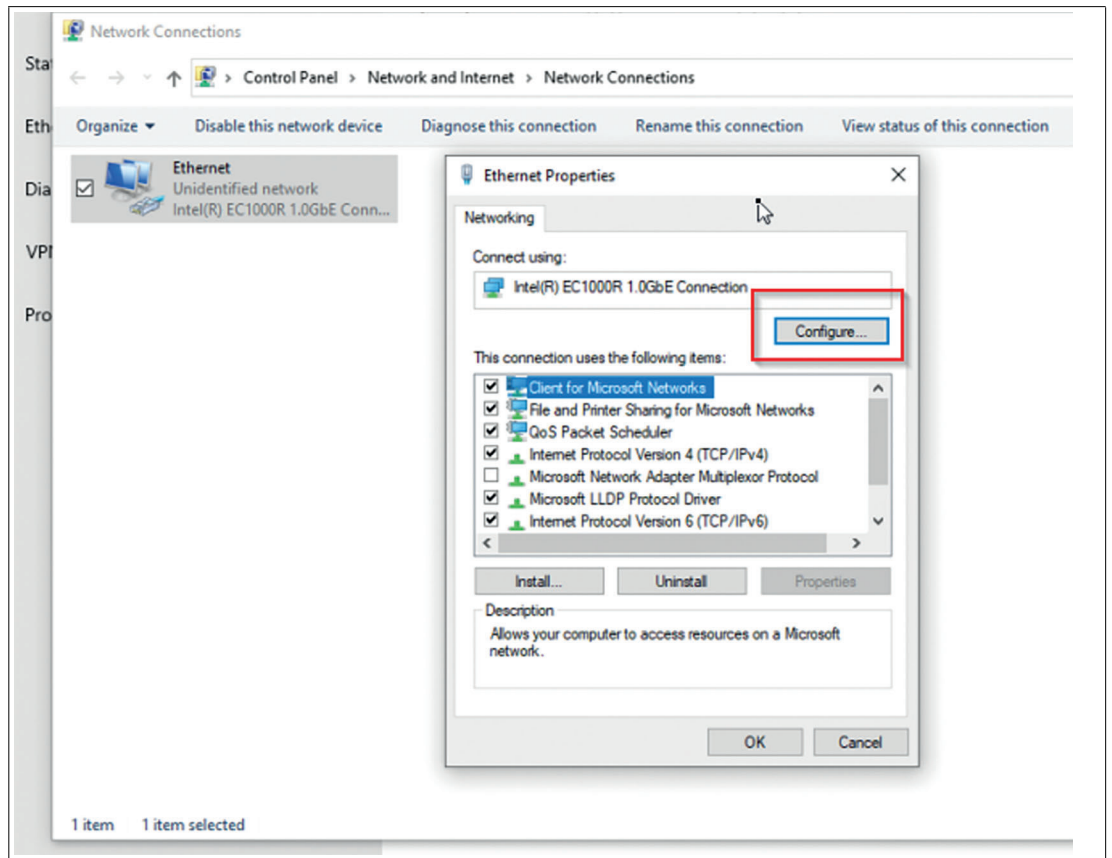 Network Connections
Control Panel > Network and Internet > Network Connections
Organize Disable this network device Diagnose this connection Rename this connection View status of this connection
Sta
Eth
Dia
VPN
Pro
Ethernet
Unidentified network
Intel(R) EC1000R 1.0GbE Conn...
Ethernet Properties
Networking
Connect using:
Intel(R) EC1000R 1.0GbE Connection
Configure...
This connection uses the following items:
Client for Microsoft Networks
File and Printer Sharing for Microsoft Networks
QoS Packet Scheduler
Internet Protocol Version 4 (TCP/IPv4)
Microsoft Network Adapter Multiplexor Protocol
Microsoft LLDP Protocol Driver
Internet Protocol Version 6 (TCP/IPv6)
Install... Uninstall Properties
Description
Allows your computer to access resources on a Microsoft
network.
OK Cancel
1 item 1 item selected